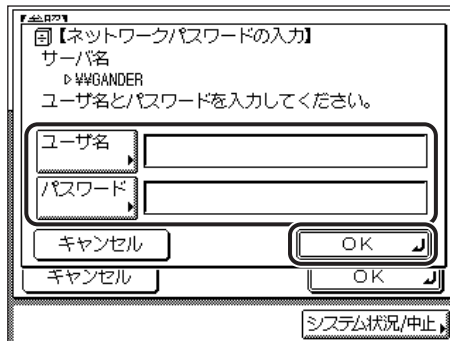 【参照】
【ネットワークパスワードの入力】
サーバ名
▷¥¥GANDER
ユーザ名とパスワードを入力してください。
ユーザ名
パスワード
キャンセル
OK
キャンセル
OK
システム状況/中止